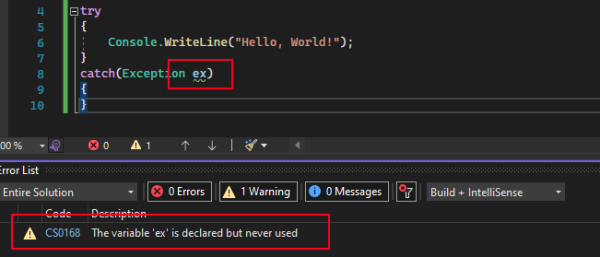 4 try
5 {
6 Console.WriteLine("Hello, World!");
7 }
8 catch(Exception ex)
9 {
10 }
00 % 0 1
Error List
Entire Solution 0 Errors 1 Warning 0 Messages Build + IntelliSense
Code Description
CS0168 The variable 'ex' is declared but never used